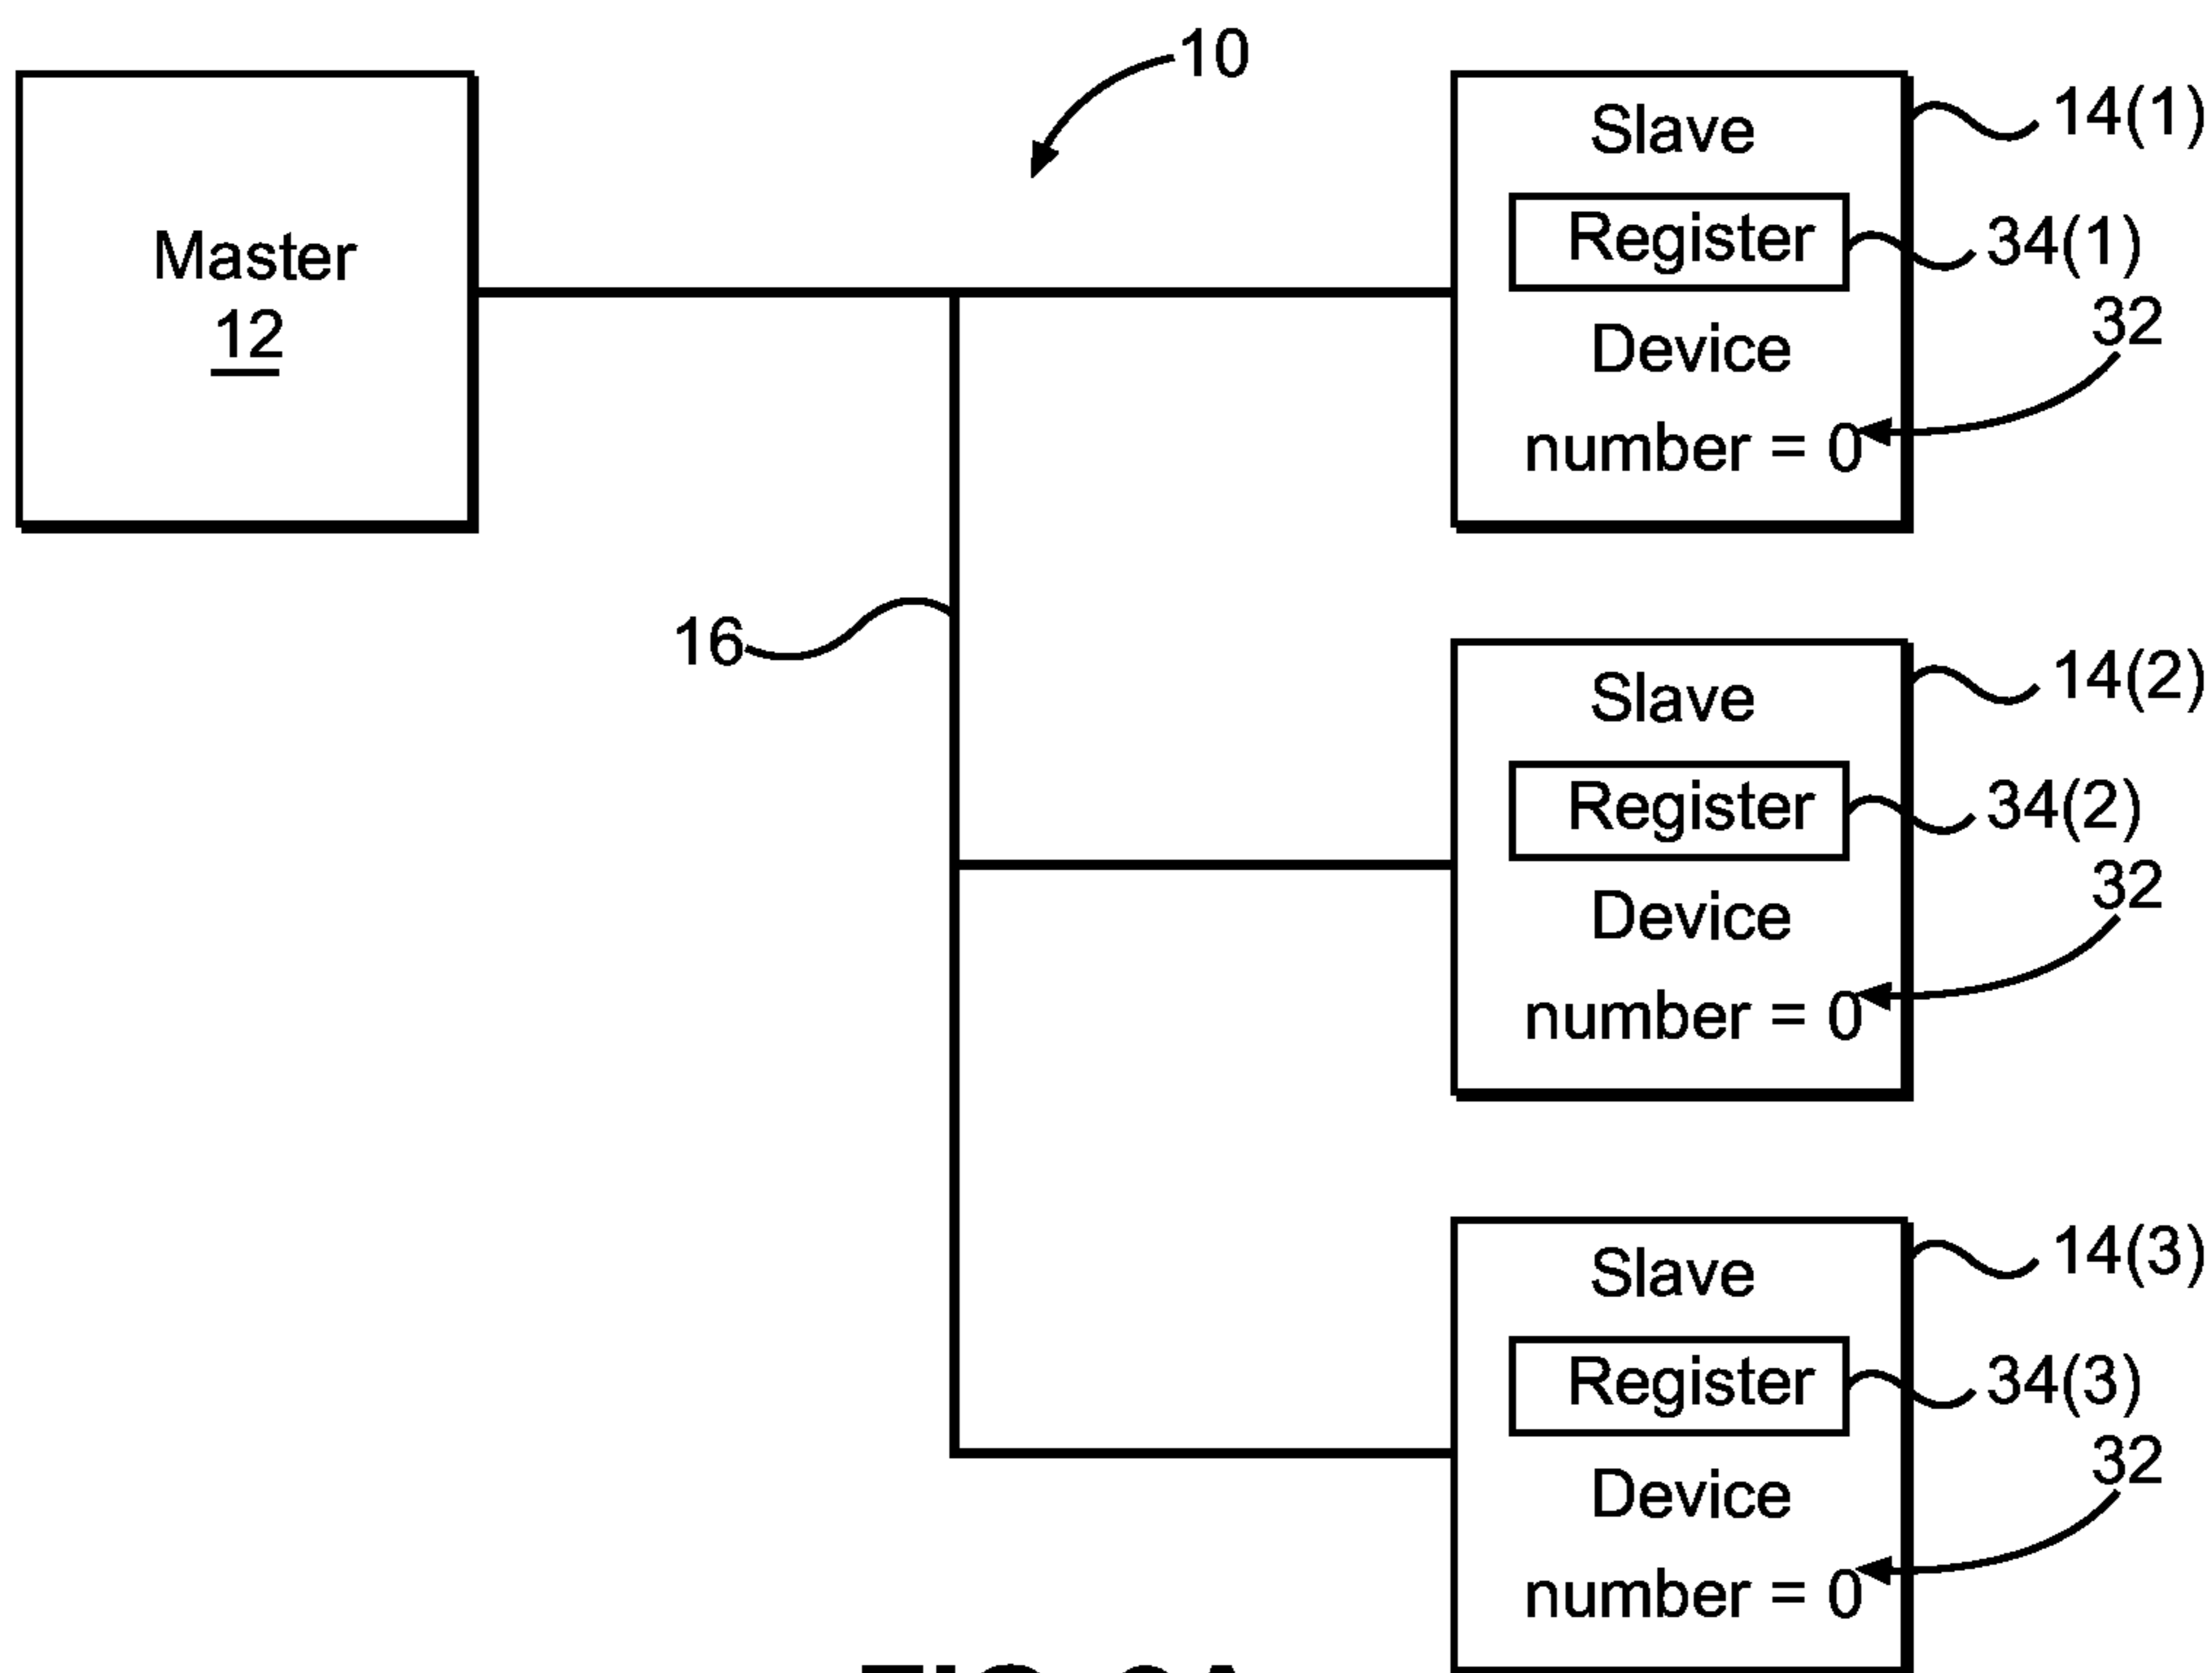 10
Master
12
Slave
14(1)
Register
34(1)
Device
32
number = 0
16
Slave
14(2)
Register
34(2)
Device
32
number = 0
Slave
14(3)
Register
34(3)
Device
32
number = 0